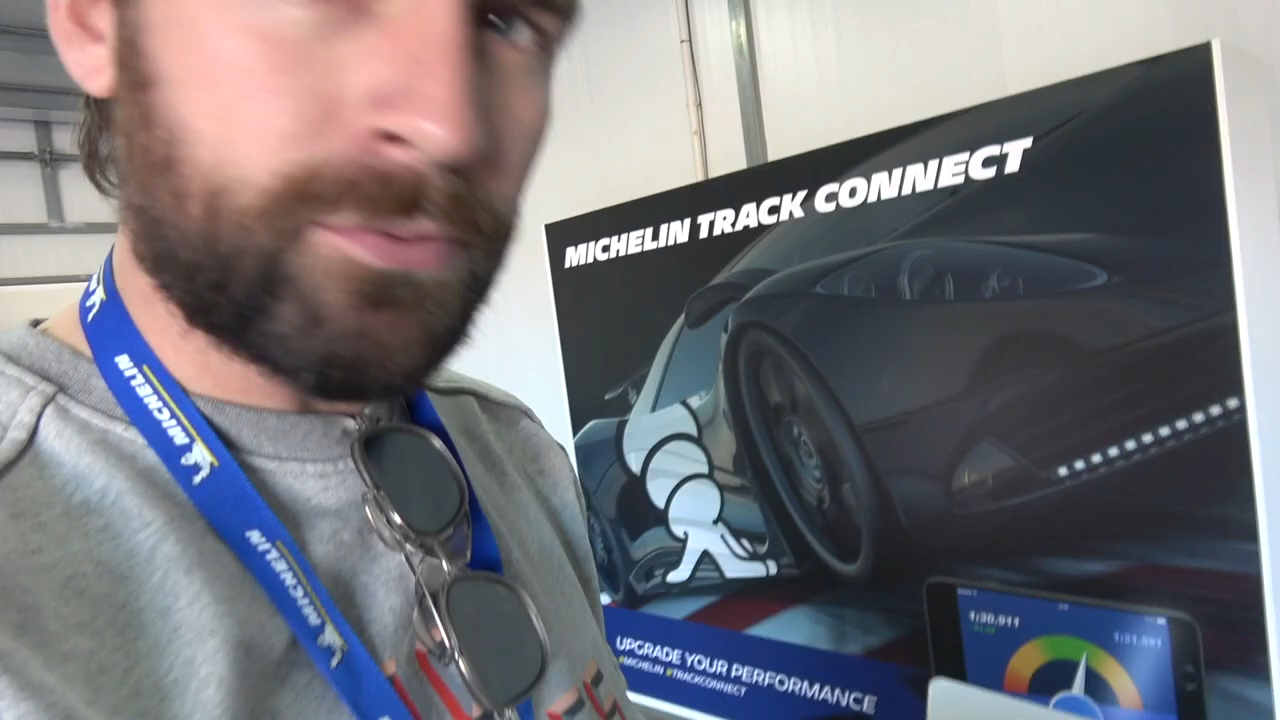 MICHELIN TRACK CONNECT
MICHELIN
MICHELIN
UPGRADE YOUR PERFORMANCE
#MICHELIN #TRACKCONNECT
1:30.911